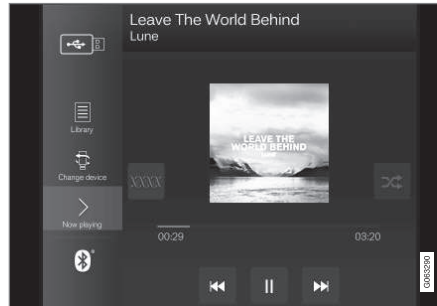 Leave The World Behind
Lune
Library
Change device
Now playing
LEAVE THE
WORLD BEHIND
LUNE
XXXX
00:29
03:20
G063290